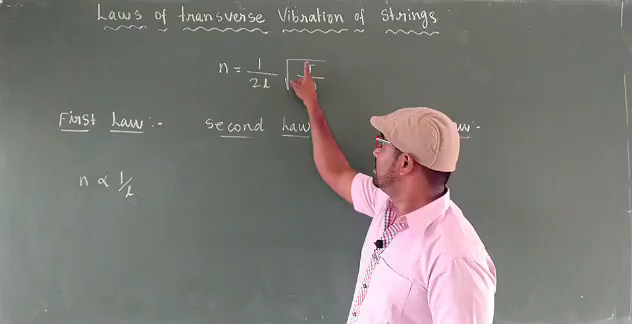 Laws of transverse Vibration of Strings
n = 1/2l √T
First Law :- Second Law :-
n ∝ 1/l